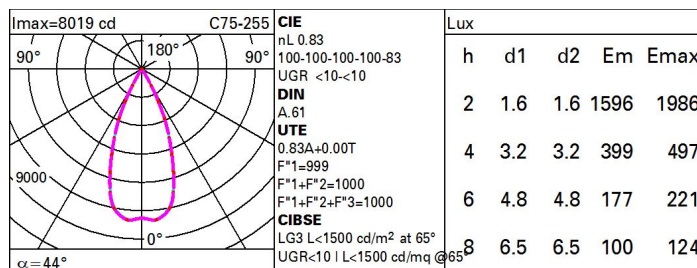 Imax=8019 cd C75-255
90° 180° 90°
9000
0°
α=44°
CIE
nL 0.83
100-100-100-100-83
UGR <10-<10
DIN
A.61
UTE
0.83A+0.00T
F"1=999
F"1+F"2=1000
F"1+F"2+F"3=1000
CIBSE
LG3 L<1500 cd/m² at 65°
UGR<10 | L<1500 cd/mq @65°
Lux
h d1 d2 Em Emax
2 1.6 1.6 1596 1986
4 3.2 3.2 399 497
6 4.8 4.8 177 221
8 6.5 6.5 100 124